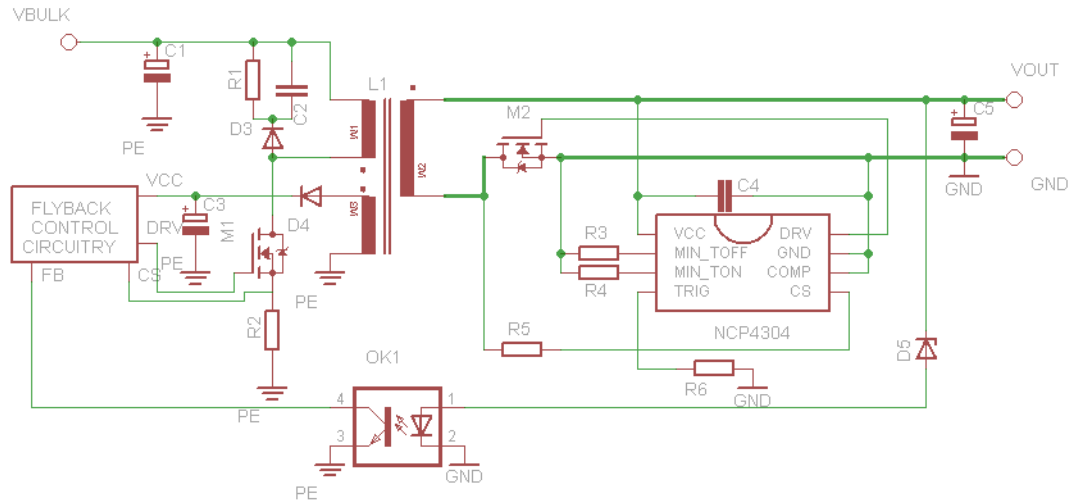 VBULK
C1
R1
C2
L1
VOUT
M2
C5
D3
PE
W1
W2
VCC
C4
GND
GND
FLYBACK
CONTROL
CIRCUITRY
C3
D4
W3
DRV
M1
R3
VCC
DRV
MIN_TOFF
GND
R4
MIN_TON
COMP
TRIG
CS
FB
CS
PE
PE
R2
R5
NCP4304
D5
OK1
R6
GND
PE
4
1
3
2
GND
PE